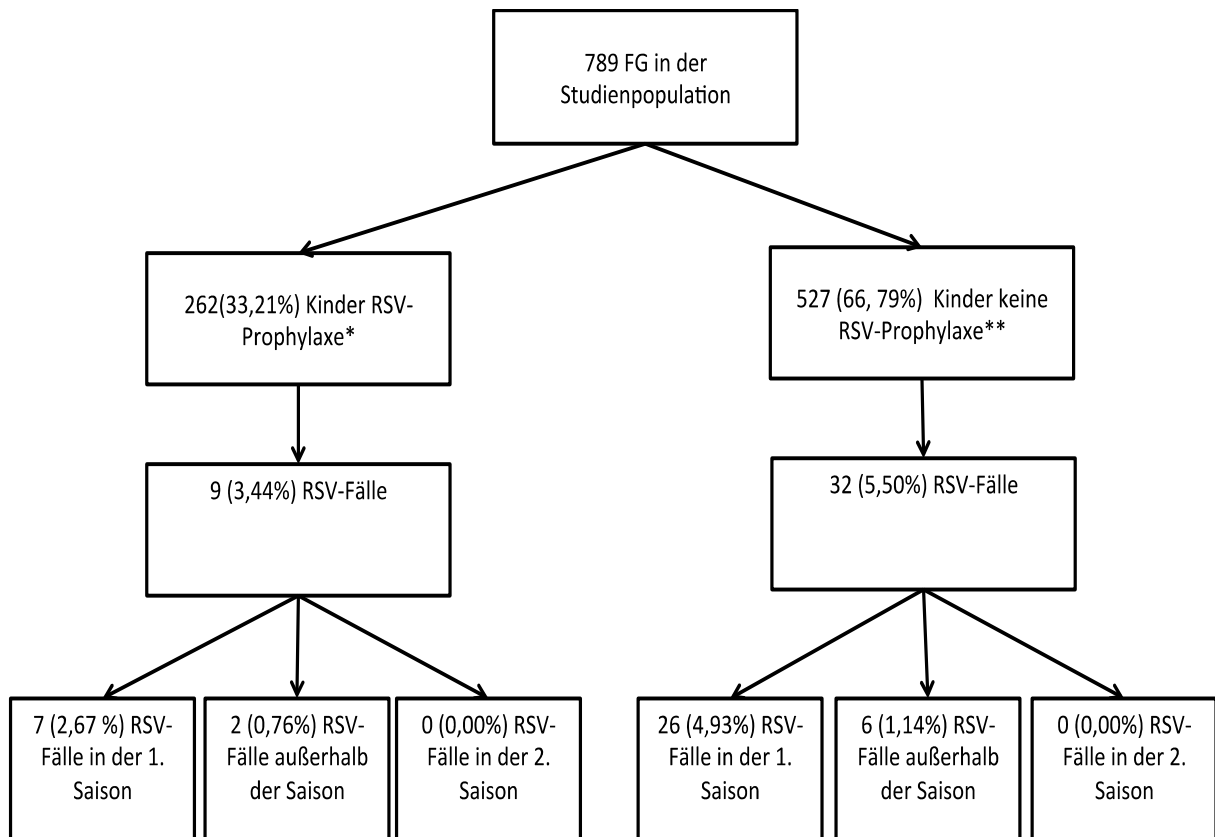 789 FG in der
Studienpopulation
262(33,21%) Kinder RSV-
Prophylaxe*
527 (66, 79%) Kinder keine
RSV-Prophylaxe**
9 (3,44%) RSV-Fälle
32 (5,50%) RSV-Fälle
7 (2,67 %) RSV-
Fälle in der 1.
Saison
2 (0,76%) RSV-
Fälle außerhalb
der Saison
0 (0,00%) RSV-
Fälle in der 2.
Saison
26 (4,93%) RSV-
Fälle in der 1.
Saison
6 (1,14%) RSV-
Fälle außerhalb
der Saison
0 (0,00%) RSV-
Fälle in der 2.
Saison